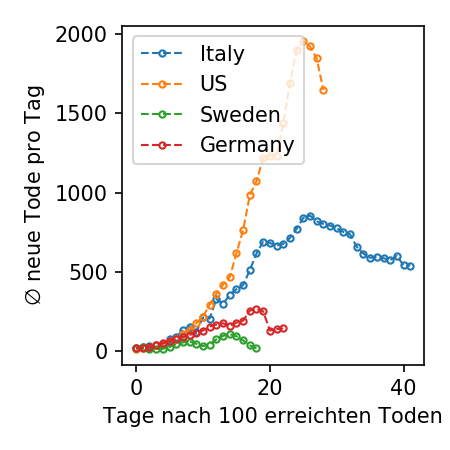 2000
1500
1000
500
0
∅ neue Tode pro Tag
Italy
US
Sweden
Germany
0 20 40
Tage nach 100 erreichten Toden